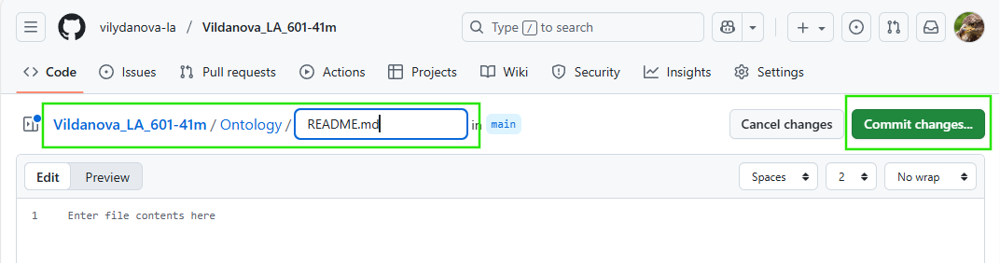 vilydanova-la / Vildanova_LA_601-41m Type / to search
Code Issues Pull requests Actions Projects Wiki Security Insights Settings
Vildanova_LA_601-41m / Ontology / README.md in main Cancel changes Commit changes...
Edit Preview Spaces 2 No wrap
1 Enter file contents here